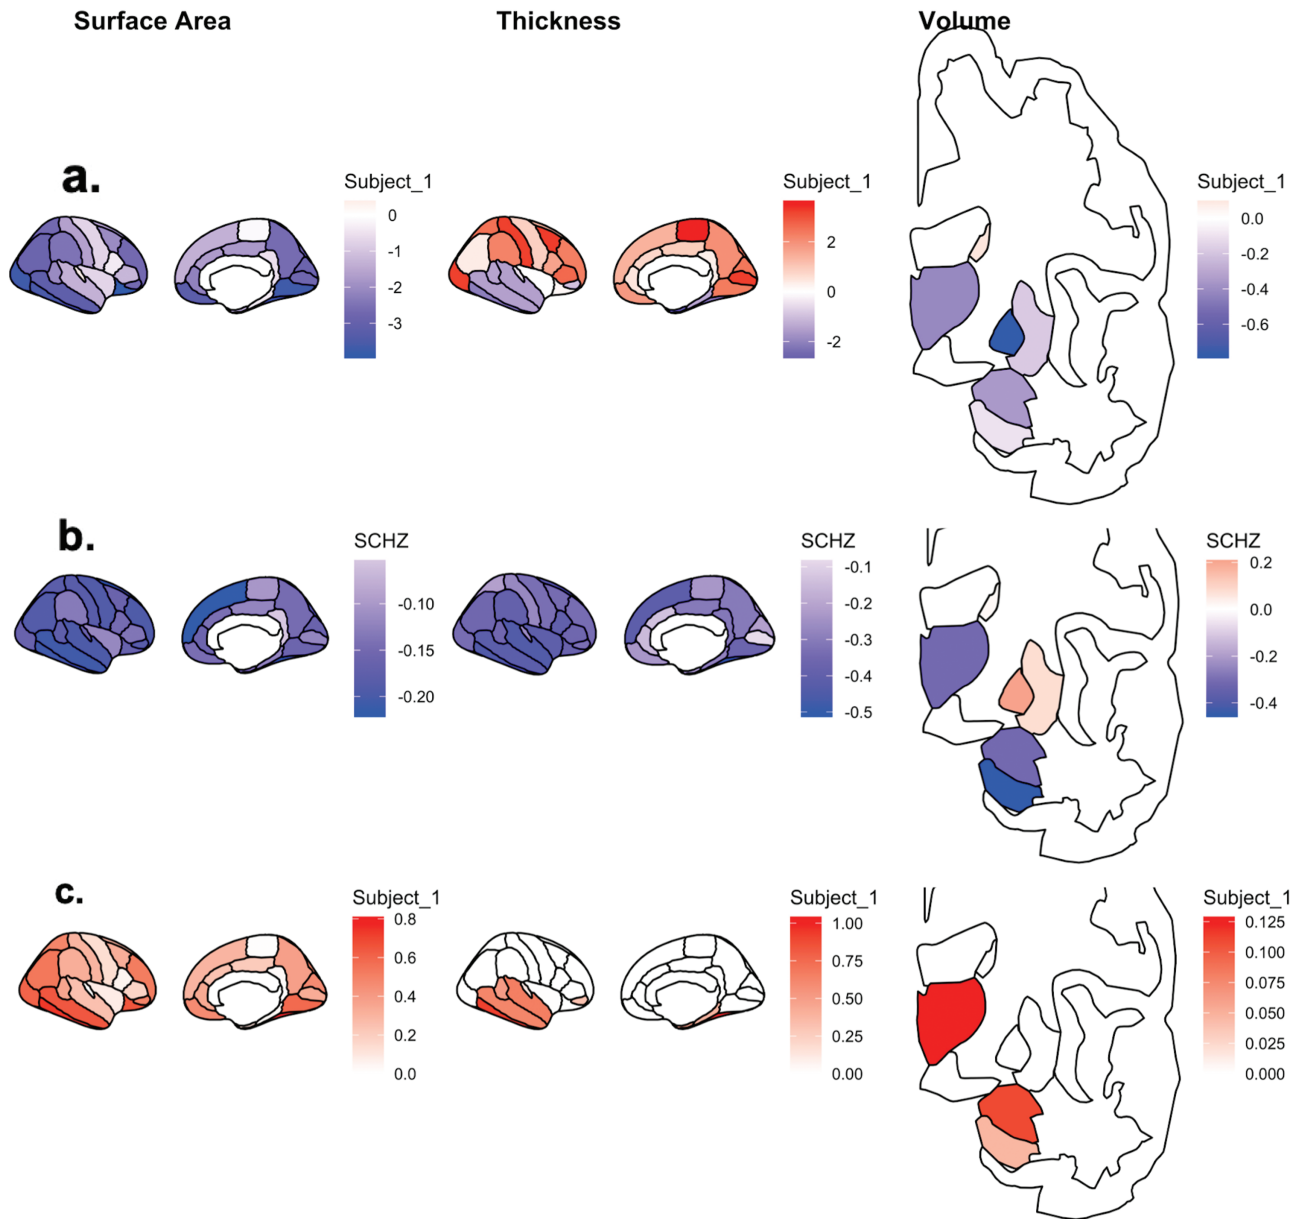 Surface Area
Thickness
Volume
a.
Subject_1
0
-1
-2
-3
Subject_1
2
0
-2
Subject_1
0.0
-0.2
-0.4
-0.6
b.
SCHZ
-0.10
-0.15
-0.20
SCHZ
-0.1
-0.2
-0.3
-0.4
-0.5
SCHZ
0.2
0.0
-0.2
-0.4
c.
Subject_1
0.8
0.6
0.4
0.2
0.0
Subject_1
1.00
0.75
0.50
0.25
0.00
Subject_1
0.125
0.100
0.075
0.050
0.025
0.000